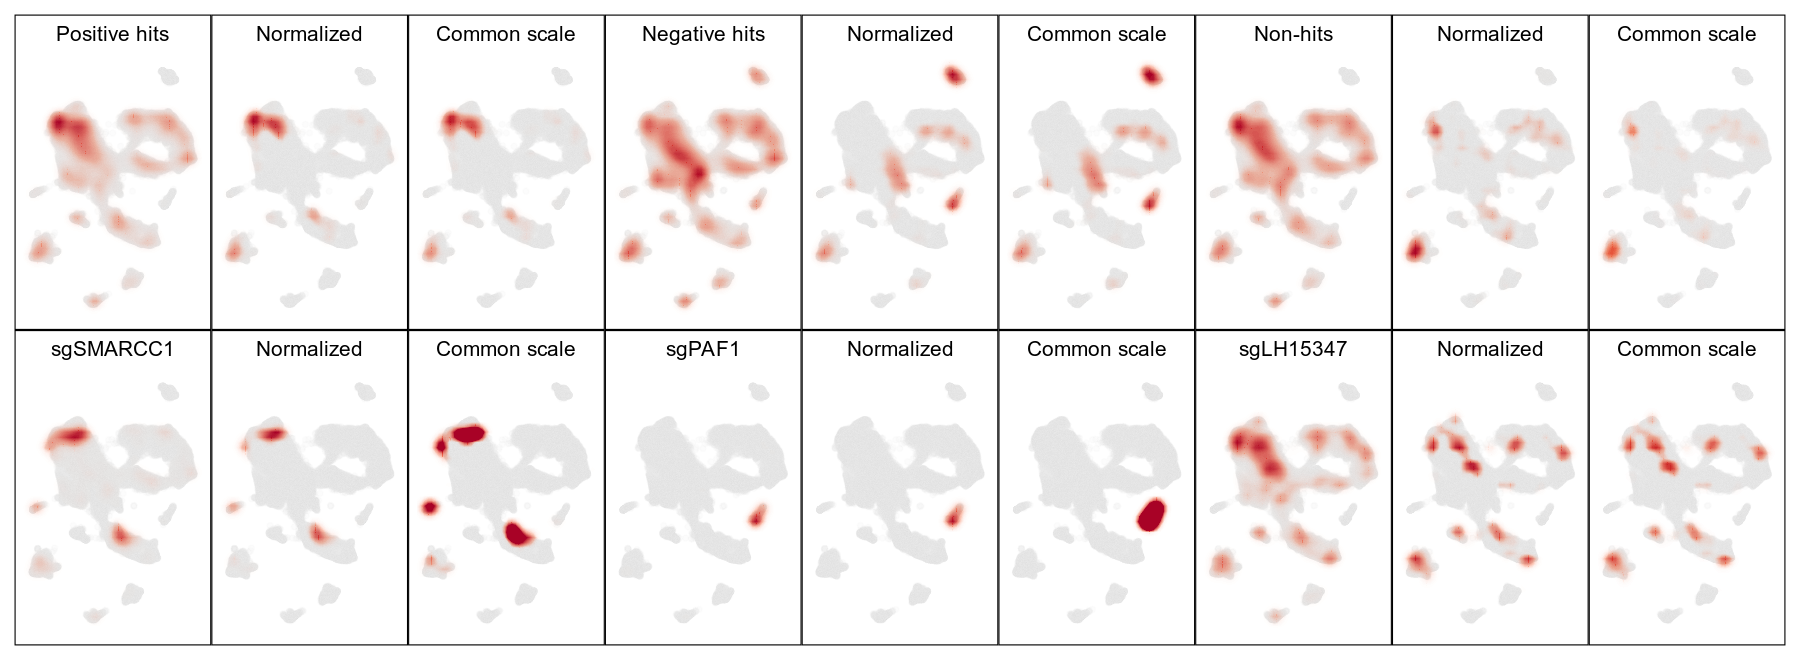 Positive hits
Normalized
Common scale
Negative hits
Normalized
Common scale
Non-hits
Normalized
Common scale
sgSMARCC1
Normalized
Common scale
sgPAF1
Normalized
Common scale
sgLH15347
Normalized
Common scale